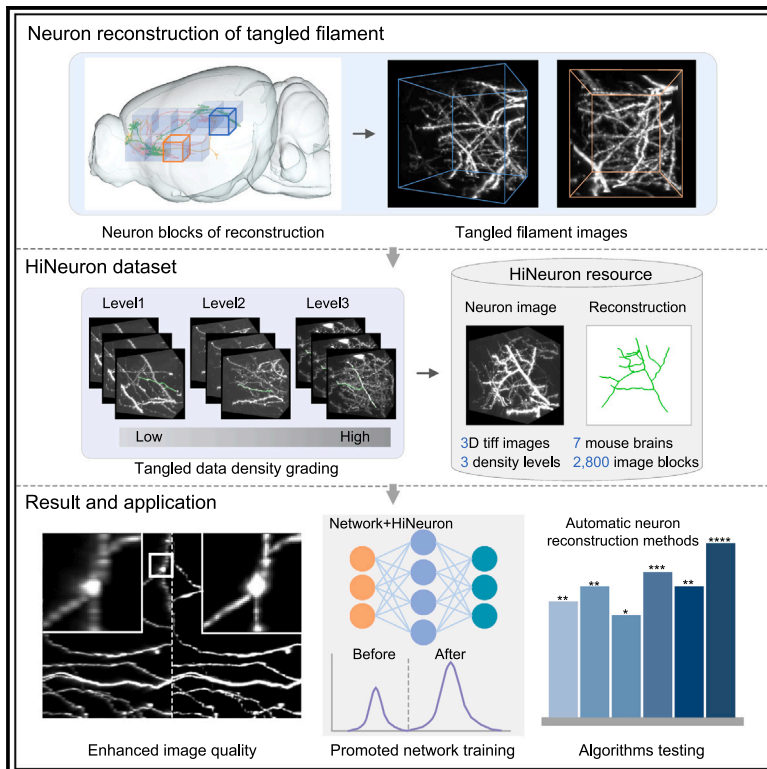 Neuron reconstruction of tangled filament
Neuron blocks of reconstruction
Tangled filament images
HiNeuron dataset
Level1
Level2
Level3
Low
High
Tangled data density grading
HiNeuron resource
Neuron image
Reconstruction
3D tiff images
7 mouse brains
3 density levels
2,800 image blocks
Result and application
Enhanced image quality
Network+HiNeuron
Before
After
Promoted network training
Automatic neuron
reconstruction methods
**
**
*
***
**
****
Algorithms testing